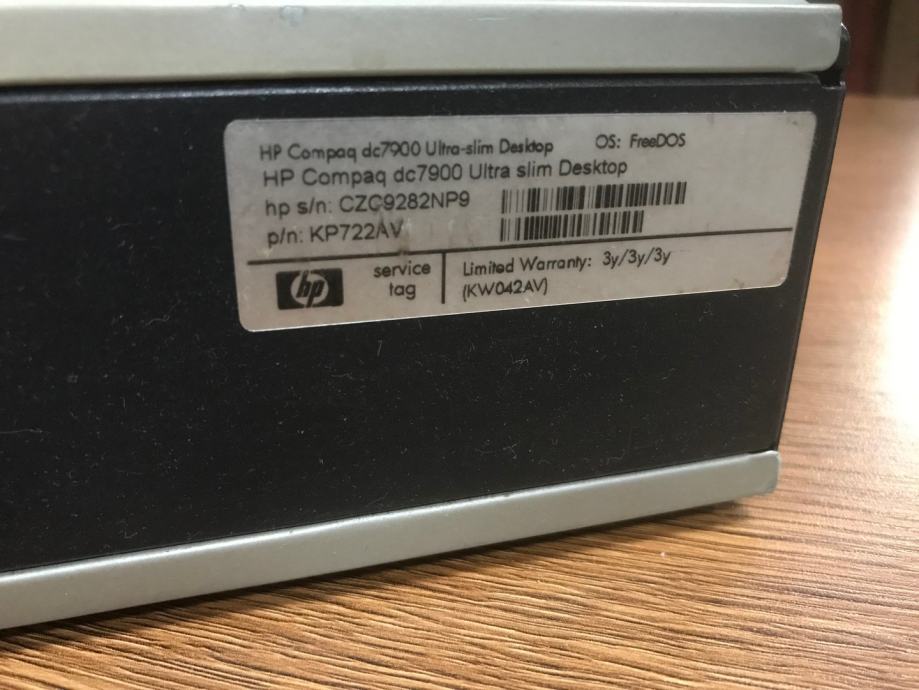 HP Compaq dc7900 Ultra-slim Desktop OS: FreeDOS
HP Compaq dc7900 Ultra slim Desktop
hp s/n: CZC9282NP9
p/n: KP722AV
hp service tag
Limited Warranty: 3y/3y/3y
(KW042AV)